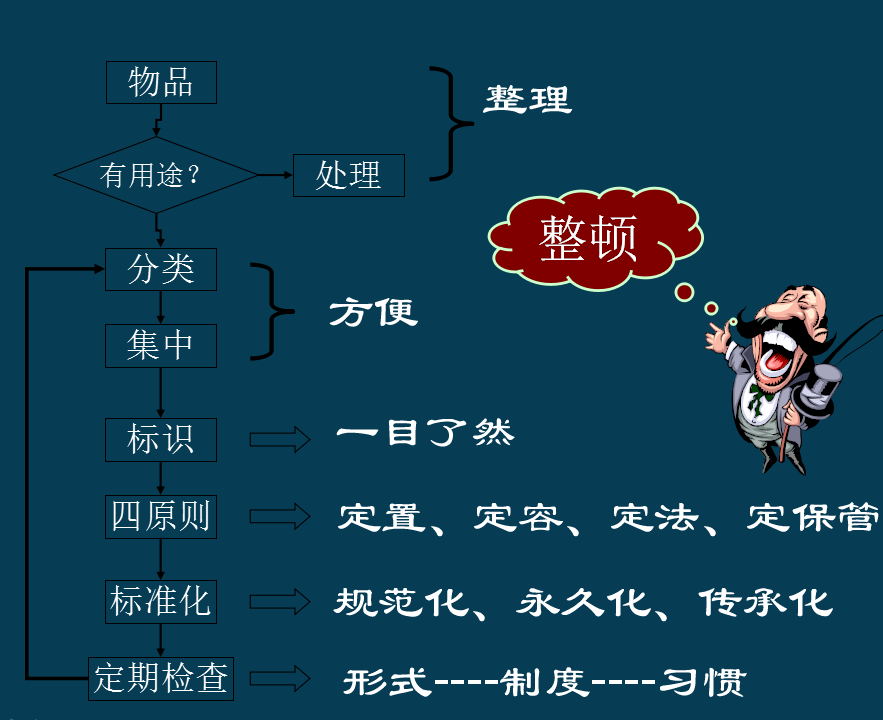 物品
整理
有用途？
处理
整顿
分类
方便
集中
标识
一目了然
四原则
定置、定容、定法、定保管
标准化
规范化、永久化、传承化
定期检查
形式----制度----习惯